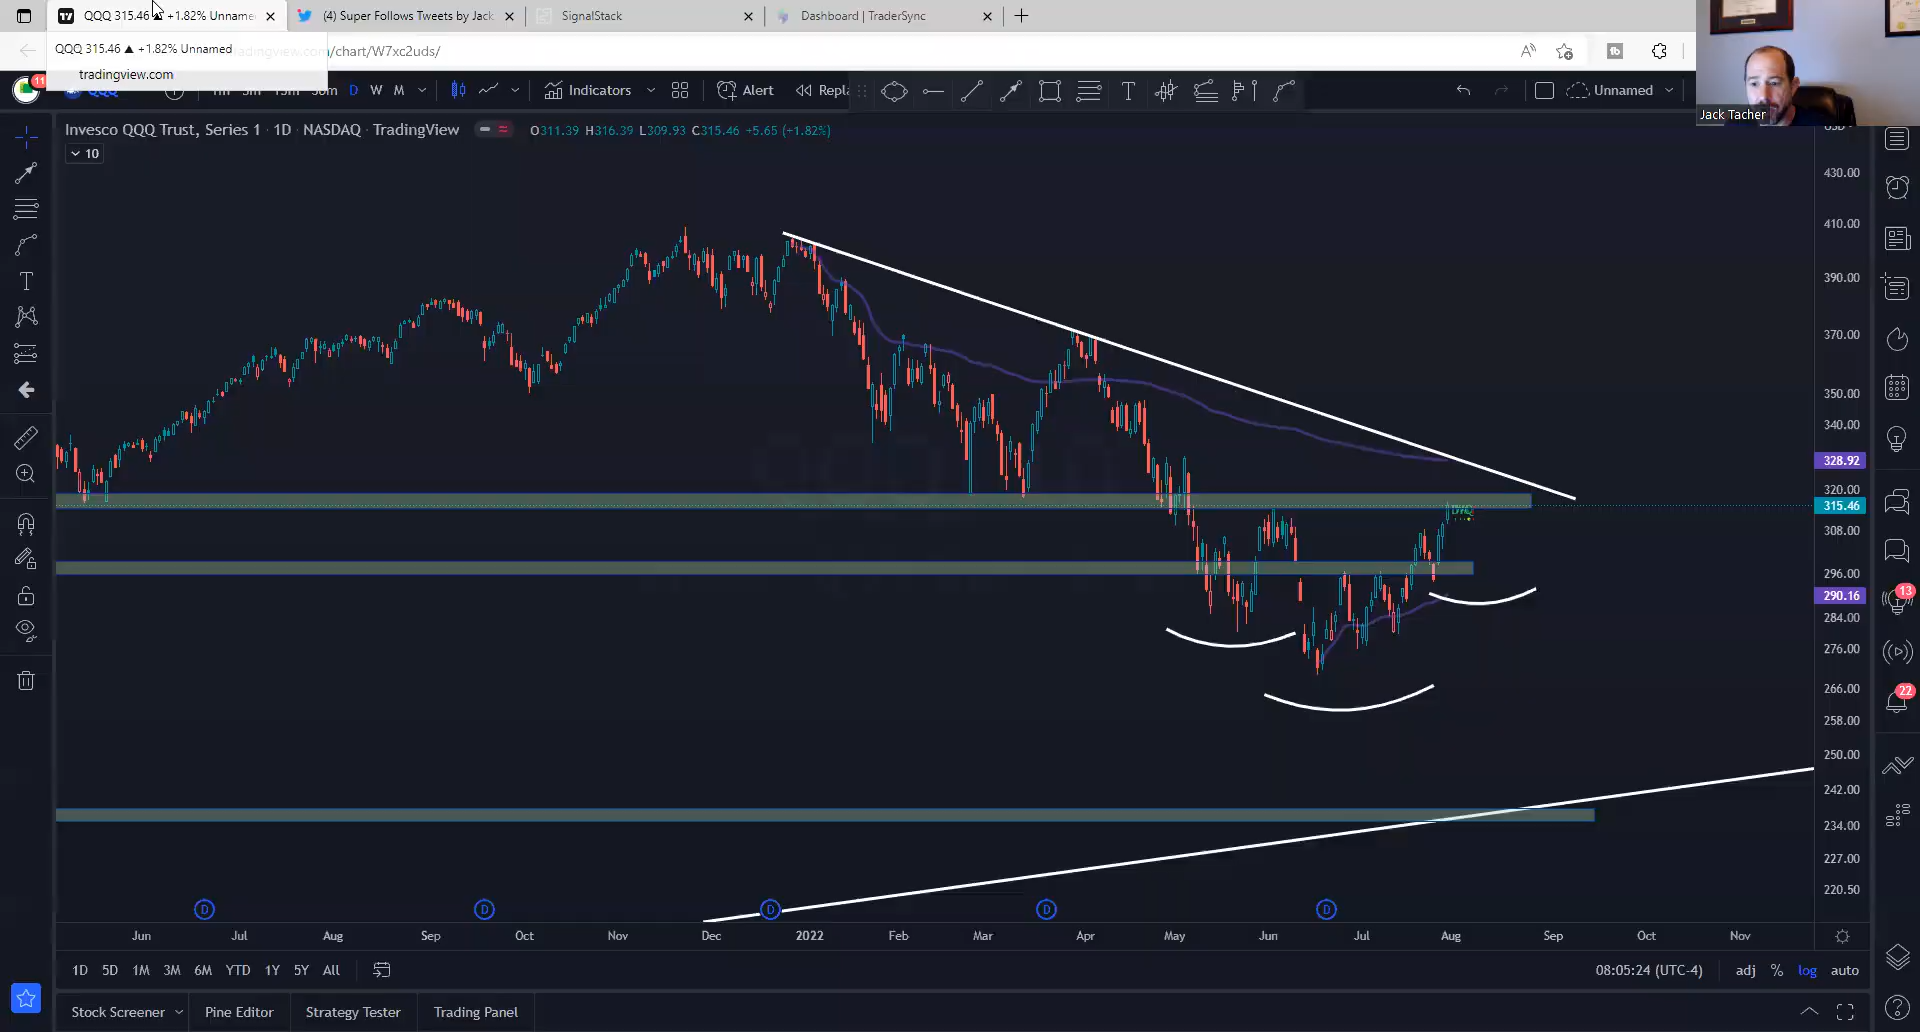 QQQ 315.46 ▲ +1.82% Unname
(4) Super Follows Tweets by Jack
SignalStack
Dashboard | TraderSync
QQQ 315.46 ▲ +1.82% Unnamed
tradingview.com
/chart/W7xc2uds/
11
D
W
M
Indicators
Alert
Repla
Unnamed
Jack Tacher
Invesco QQQ Trust, Series 1 · 1D · NASDAQ · TradingView
O311.39 H316.39 L309.93 C315.46 +5.65 (+1.82%)
10
430.00
410.00
390.00
370.00
350.00
340.00
328.92
320.00
315.46
308.00
296.00
290.16
284.00
276.00
266.00
258.00
250.00
242.00
234.00
227.00
220.50
13
22
D
D
D
D
D
Jun
Jul
Aug
Sep
Oct
Nov
Dec
2022
Feb
Mar
Apr
May
Jun
Jul
Aug
Sep
Oct
Nov
1D 5D 1M 3M 6M YTD 1Y 5Y All
08:05:24 (UTC-4)
adj % log auto
Stock Screener
Pine Editor
Strategy Tester
Trading Panel